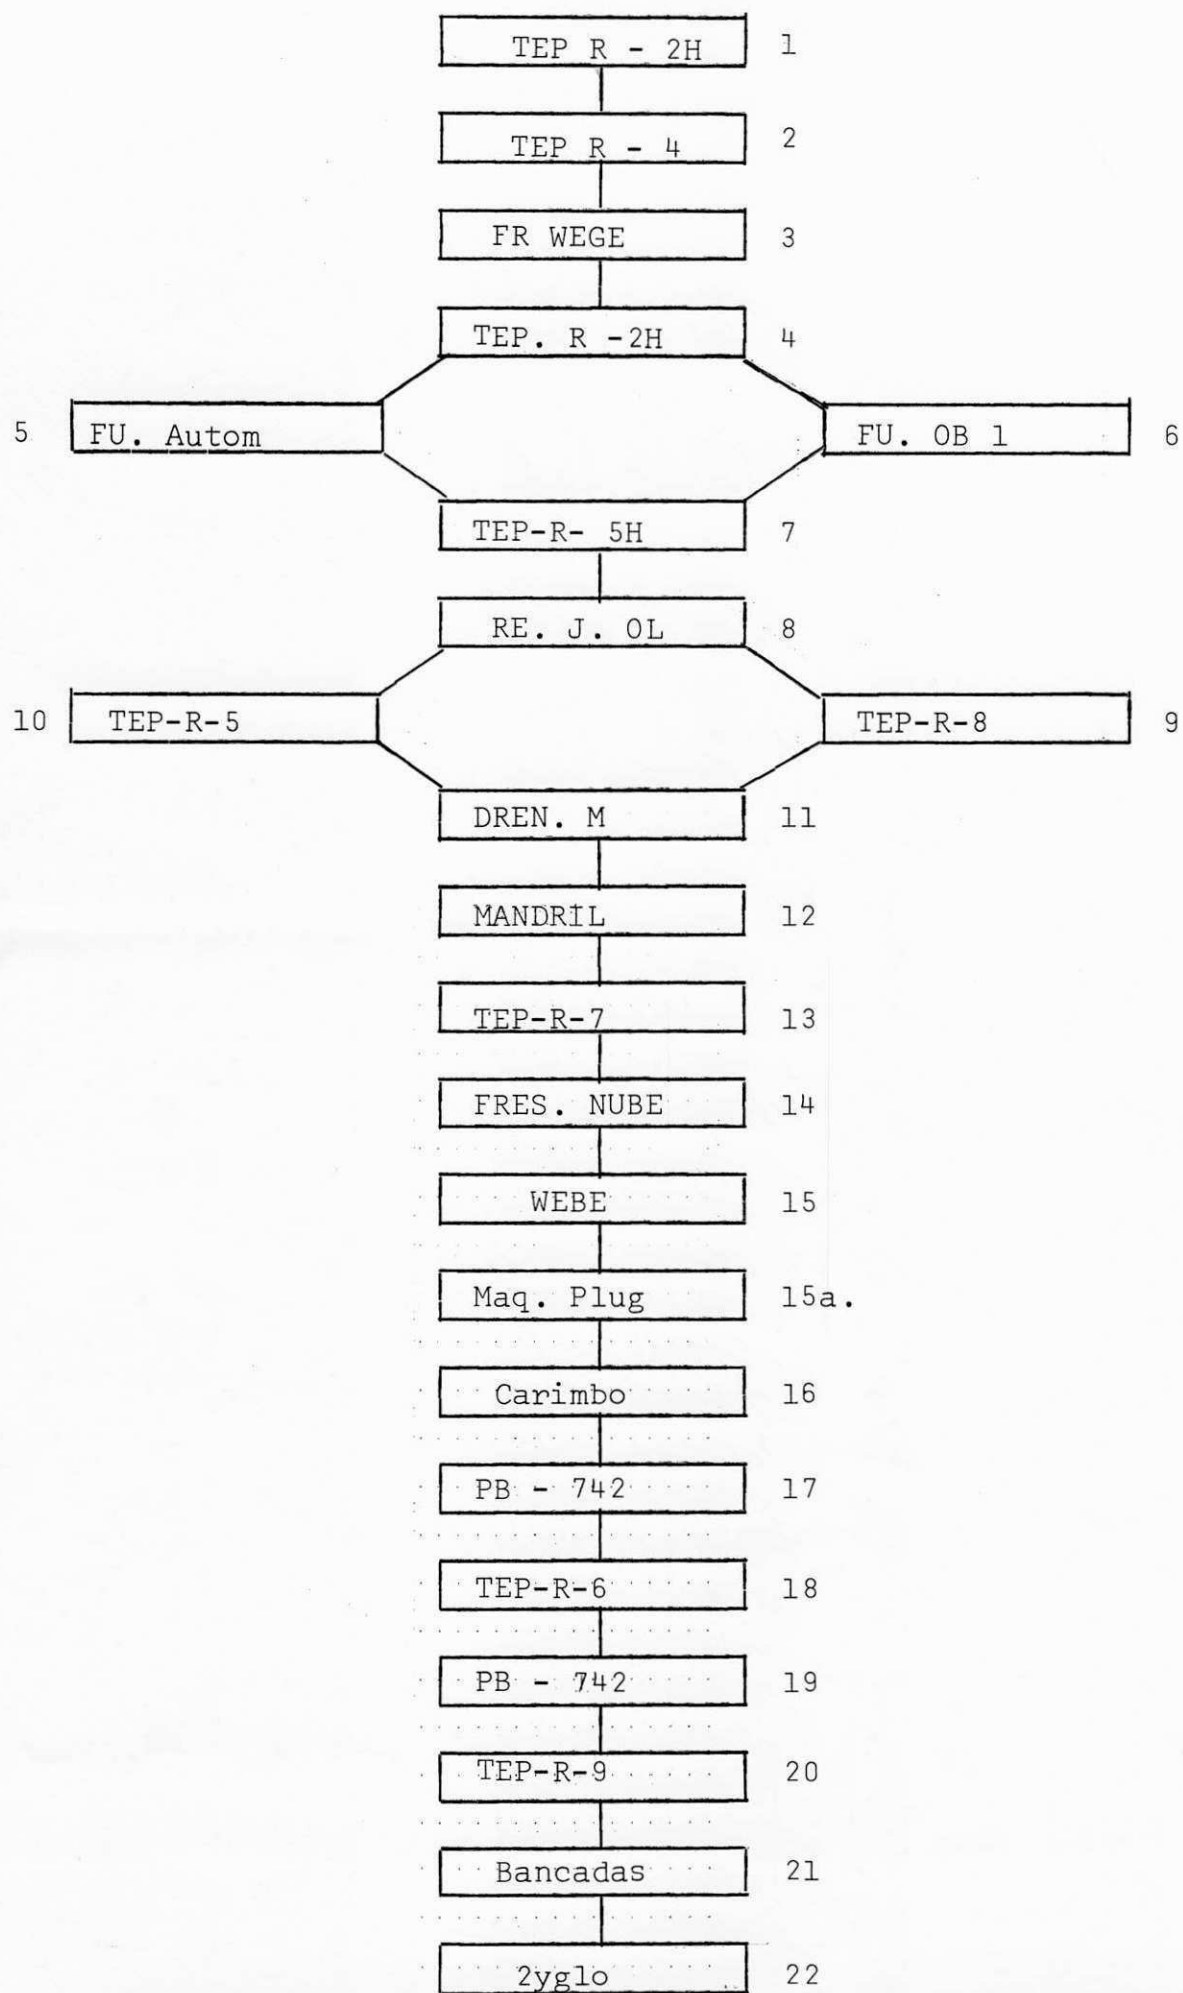 TEP R - 2H 1
TEP R - 4 2
FR WEGE 3
TEP. R -2H 4
5 FU. Autom
FU. OB 1 6
TEP-R- 5H 7
RE. J. OL 8
10 TEP-R-5
TEP-R-8 9
DREN. M 11
MANDRIL 12
TEP-R-7 13
FRES. NUBE 14
WEBE 15
Maq. Plug 15a.
Carimbo 16
PB - 742 17
TEP-R-6 18
PB - 742 19
TEP-R-9 20
Bancadas 21
2yglo 22